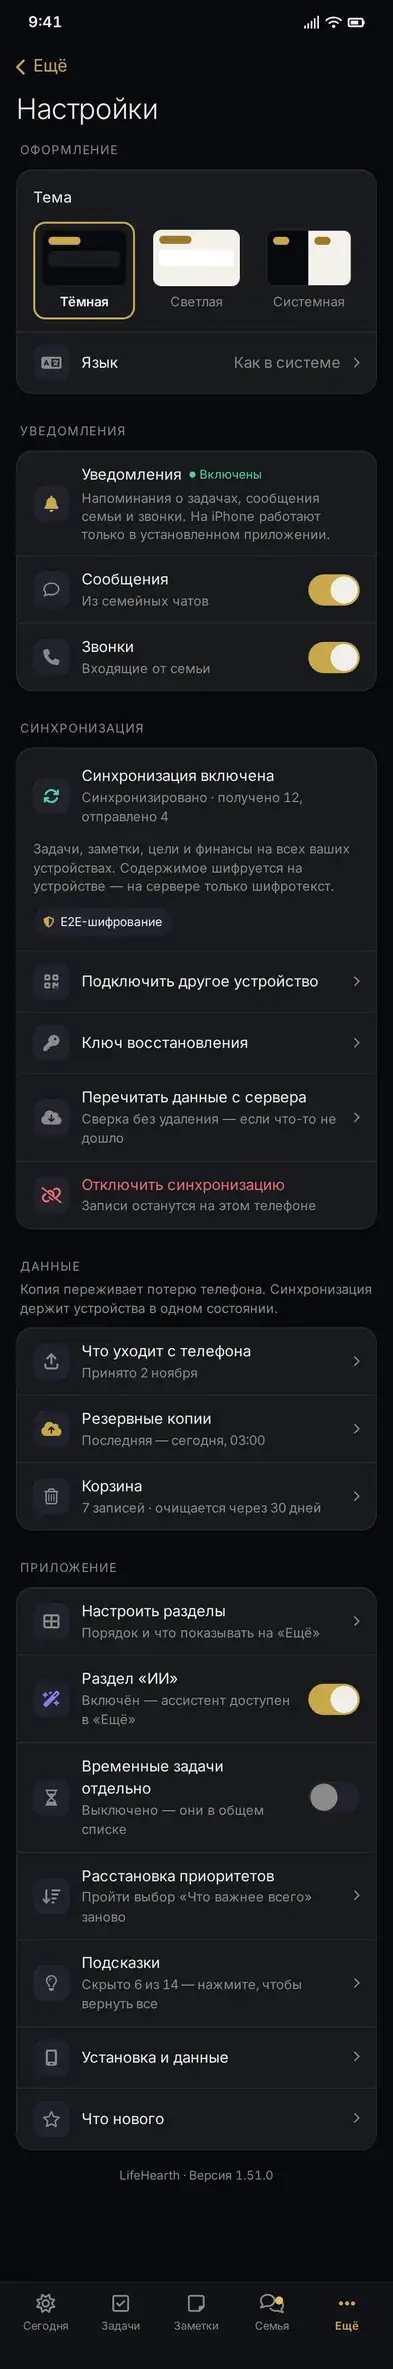 9:41
Ещё
Настройки
ОФОРМЛЕНИЕ
Тема
Тёмная
Светлая
Системная
Язык
Как в системе
УВЕДОМЛЕНИЯ
Уведомления
Включены
Напоминания о задачах, сообщения
семьи и звонки. На iPhone работают
только в установленном приложении.
Сообщения
Из семейных чатов
Звонки
Входящие от семьи
СИНХРОНИЗАЦИЯ
Синхронизация включена
Синхронизировано · получено 12,
отправлено 4
Задачи, заметки, цели и финансы на всех ваших
устройствах. Содержимое шифруется на
устройстве — на сервере только шифротекст.
E2E-шифрование
Подключить другое устройство
Ключ восстановления
Перечитать данные с сервера
Сверка без удаления — если что-то не
дошло
Отключить синхронизацию
Записи останутся на этом телефоне
ДАННЫЕ
Копия переживает потерю телефона. Синхронизация
держит устройства в одном состоянии.
Что уходит с телефона
Принято 2 ноября
Резервные копии
Последняя — сегодня, 03:00
Корзина
7 записей · очищается через 30 дней
ПРИЛОЖЕНИЕ
Настроить разделы
Порядок и что показывать на «Ещё»
Раздел «ИИ»
Включён — ассистент доступен
в «Ещё»
Временные задачи
отдельно
Выключено — они в общем
списке
Расстановка приоритетов
Пройти выбор «Что важнее всего»
заново
Подсказки
Скрыто 6 из 14 — нажмите, чтобы
вернуть все
Установка и данные
Что нового
LifeHearth · Версия 1.51.0
Сегодня
Задачи
Заметки
Семья
Ещё